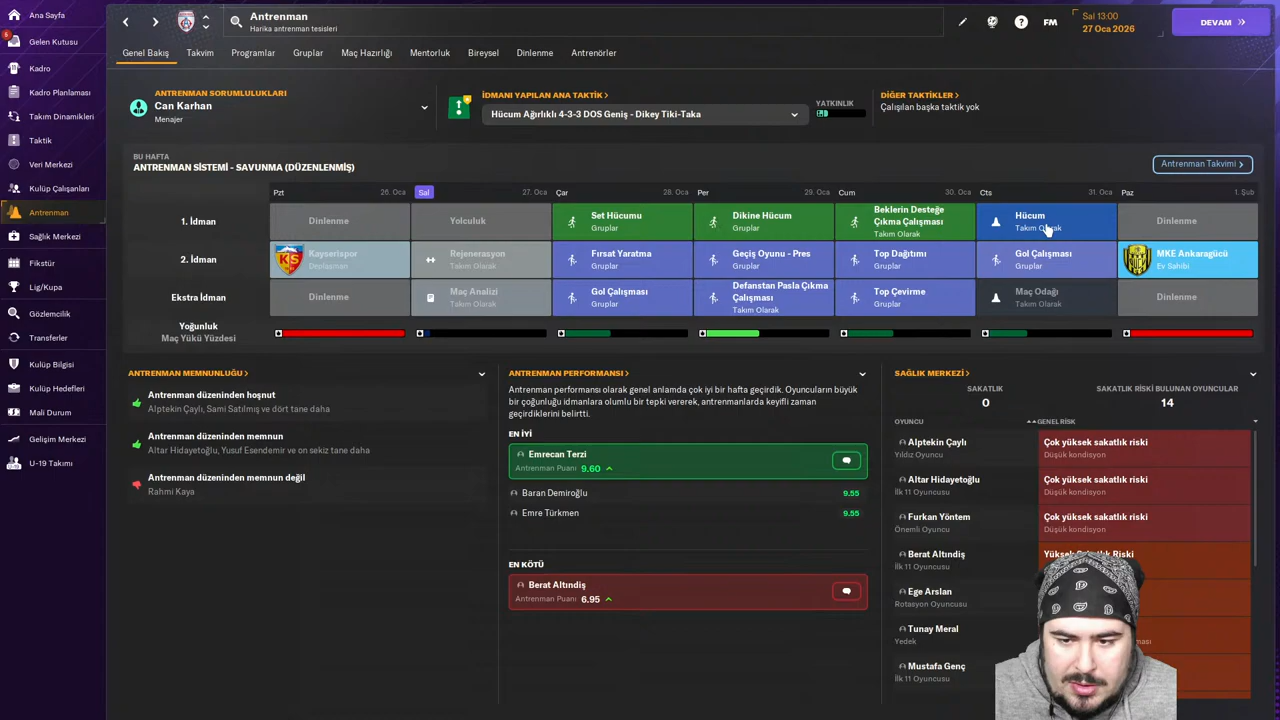 Ana Sayfa
5
Gelen Kutusu
Kadro
Kadro Planlaması
Takım Dinamikleri
Taktik
Veri Merkezi
Kulüp Çalışanları
Antrenman
Sağlık Merkezi
Fikstür
Lig/Kupa
Gözlemcilik
Transferler
Kulüp Bilgisi
Kulüp Hedefleri
Mali Durum
Gelişim Merkezi
U-19 Takımı
Antrenman
Harika antrenman tesisleri
FM
Sal 13:00
27 Oca 2026
DEVAM
Genel Bakış
Takvim
Programlar
Gruplar
Maç Hazırlığı
Mentorluk
Bireysel
Dinlenme
Antrenörler
ANTRENMAN SORUMLULUKLARI
Can Karhan
Menajer
İDMANI YAPILAN ANA TAKTİK >
Hücum Ağırlıklı 4-3-3 DOS Geniş - Dikey Tiki-Taka
YATKINLIK
DİĞER TAKTİKLER >
Çalışılan başka taktik yok
BU HAFTA
ANTRENMAN SİSTEMİ - SAVUNMA (DÜZENLENMİŞ)
Antrenman Takvimi >
Pzt 26. Oca
Sal 27. Oca
Çar 28. Oca
Per 29. Oca
Cum 30. Oca
Cts 31. Oca
Paz 1. Şub
1. İdman
Dinlenme
Yolculuk
Set Hücumu
Gruplar
Dikine Hücum
Gruplar
Beklerin Desteğe
Çıkma Çalışması
Takım Olarak
Hücum
Takım Olarak
Dinlenme
2. İdman
Kayserispor
Deplasman
Rejenerasyon
Takım Olarak
Fırsat Yaratma
Gruplar
Geçiş Oyunu - Pres
Gruplar
Top Dağıtımı
Gruplar
Gol Çalışması
Gruplar
MKE Ankaragücü
Ev Sahibi
Ekstra İdman
Dinlenme
Maç Analizi
Takım Olarak
Gol Çalışması
Gruplar
Defanstan Pasla Çıkma
Çalışması
Takım Olarak
Top Çevirme
Gruplar
Maç Odağı
Takım Olarak
Dinlenme
Yoğunluk
Maç Yükü Yüzdesi
ANTRENMAN MEMNUNLUĞU >
Antrenman düzeninden hoşnut
Alptekin Çaylı, Sami Satılmış ve dört tane daha
Antrenman düzeninden memnun
Altar Hidayetoğlu, Yusuf Esendemir ve on sekiz tane daha
Antrenman düzeninden memnun değil
Rahmi Kaya
ANTRENMAN PERFORMANSI >
Antrenman performansı olarak genel anlamda çok iyi bir hafta geçirdik. Oyuncuların büyük
bir çoğunluğu idmanlara olumlu bir tepki vererek, antrenmanlarda keyifli zaman
geçirdiklerini belirtti.
EN İYİ
Emrecan Terzi
Antrenman Puanı 9.60
Baran Demiroğlu 9.55
Emre Türkmen 9.55
EN KÖTÜ
Berat Altındiş
Antrenman Puanı 6.95
SAĞLIK MERKEZİ >
SAKATLIK
0
SAKATLIK RİSKİ BULUNAN OYUNCULAR
14
OYUNCU
GENEL RİSK
Alptekin Çaylı
Yıldız Oyuncu
Çok yüksek sakatlık riski
Düşük kondisyon
Altar Hidayetoğlu
İlk 11 Oyuncusu
Çok yüksek sakatlık riski
Düşük kondisyon
Furkan Yöntem
Önemli Oyuncu
Çok yüksek sakatlık riski
Düşük kondisyon
Berat Altındiş
İlk 11 Oyuncusu
Yüksek Sakatlık Riski
Ege Arslan
Rotasyon Oyuncusu
Tunay Meral
Yedek
Mustafa Genç
İlk 11 Oyuncusu